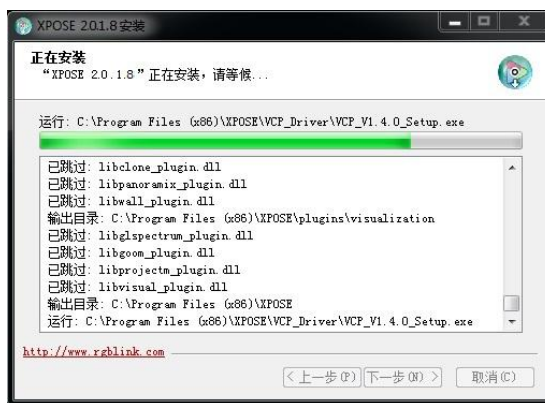 XPOSE 2.0.1.8 安装
正在安装
“XPOSE 2.0.1.8”正在安装，请等候...
运行: C:\Program Files (x86)\XPOSE\VCP_Driver\VCP_V1.4.0_Setup.exe
已跳过: libclone_plugin.dll
已跳过: libpanoramix_plugin.dll
已跳过: libwall_plugin.dll
输出目录: C:\Program Files (x86)\XPOSE\plugins\visualization
已跳过: libglspectrum_plugin.dll
已跳过: libgoom_plugin.dll
已跳过: libprojectm_plugin.dll
已跳过: libvisual_plugin.dll
输出目录: C:\Program Files (x86)\XPOSE
运行: C:\Program Files (x86)\XPOSE\VCP_Driver\VCP_V1.4.0_Setup.exe
http://www.rgblink.com
< 上一步(P) 下一步(N) > 取消(C)